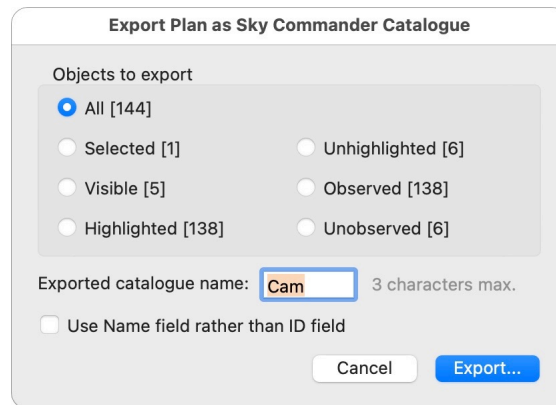 Export Plan as Sky Commander Catalogue
Objects to export
All [144]
Selected [1]
Unhighlighted [6]
Visible [5]
Observed [138]
Highlighted [138]
Unobserved [6]
Exported catalogue name: Cam 3 characters max.
Use Name field rather than ID field
Cancel Export...